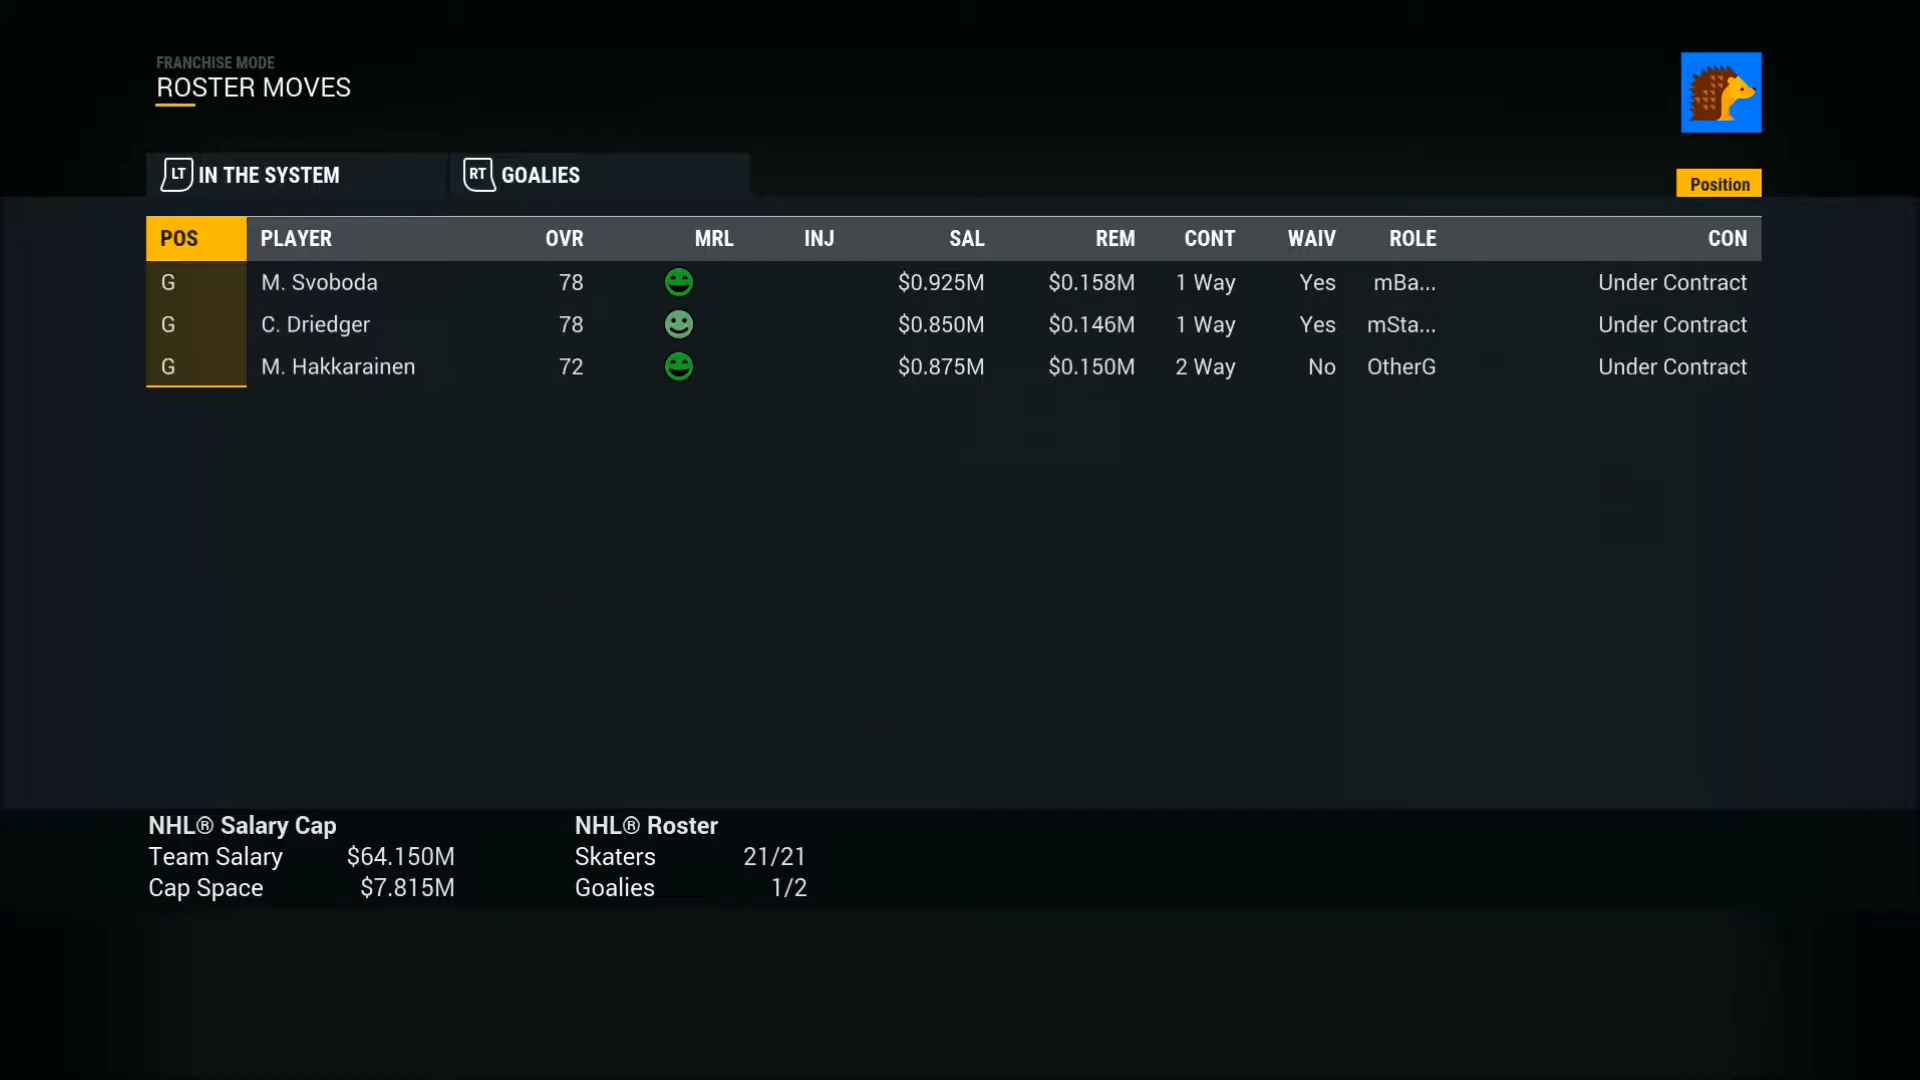 FRANCHISE MODE
ROSTER MOVES
LT IN THE SYSTEM RT GOALIES
Position
POS PLAYER OVR MRL INJ SAL REM CONT WAIV ROLE CON
G M. Svoboda 78 $0.925M $0.158M 1 Way Yes mBa... Under Contract
G C. Driedger 78 $0.850M $0.146M 1 Way Yes mSta... Under Contract
G M. Hakkarainen 72 $0.875M $0.150M 2 Way No OtherG Under Contract
NHL® Salary Cap NHL® Roster
Team Salary $64.150M Skaters 21/21
Cap Space $7.815M Goalies 1/2